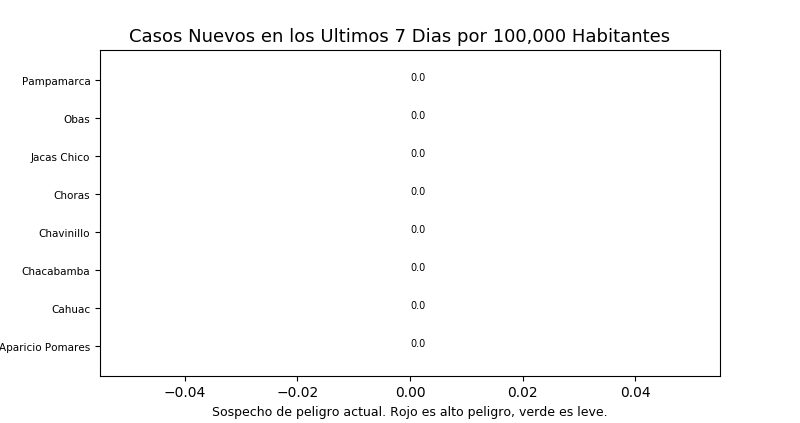 Casos Nuevos en los Ultimos 7 Dias por 100,000 Habitantes
Pampamarca 0.0
Obas 0.0
Jacas Chico 0.0
Choras 0.0
Chavinillo 0.0
Chacabamba 0.0
Cahuac 0.0
Aparicio Pomares 0.0
−0.04 −0.02 0.00 0.02 0.04
Sospecho de peligro actual. Rojo es alto peligro, verde es leve.